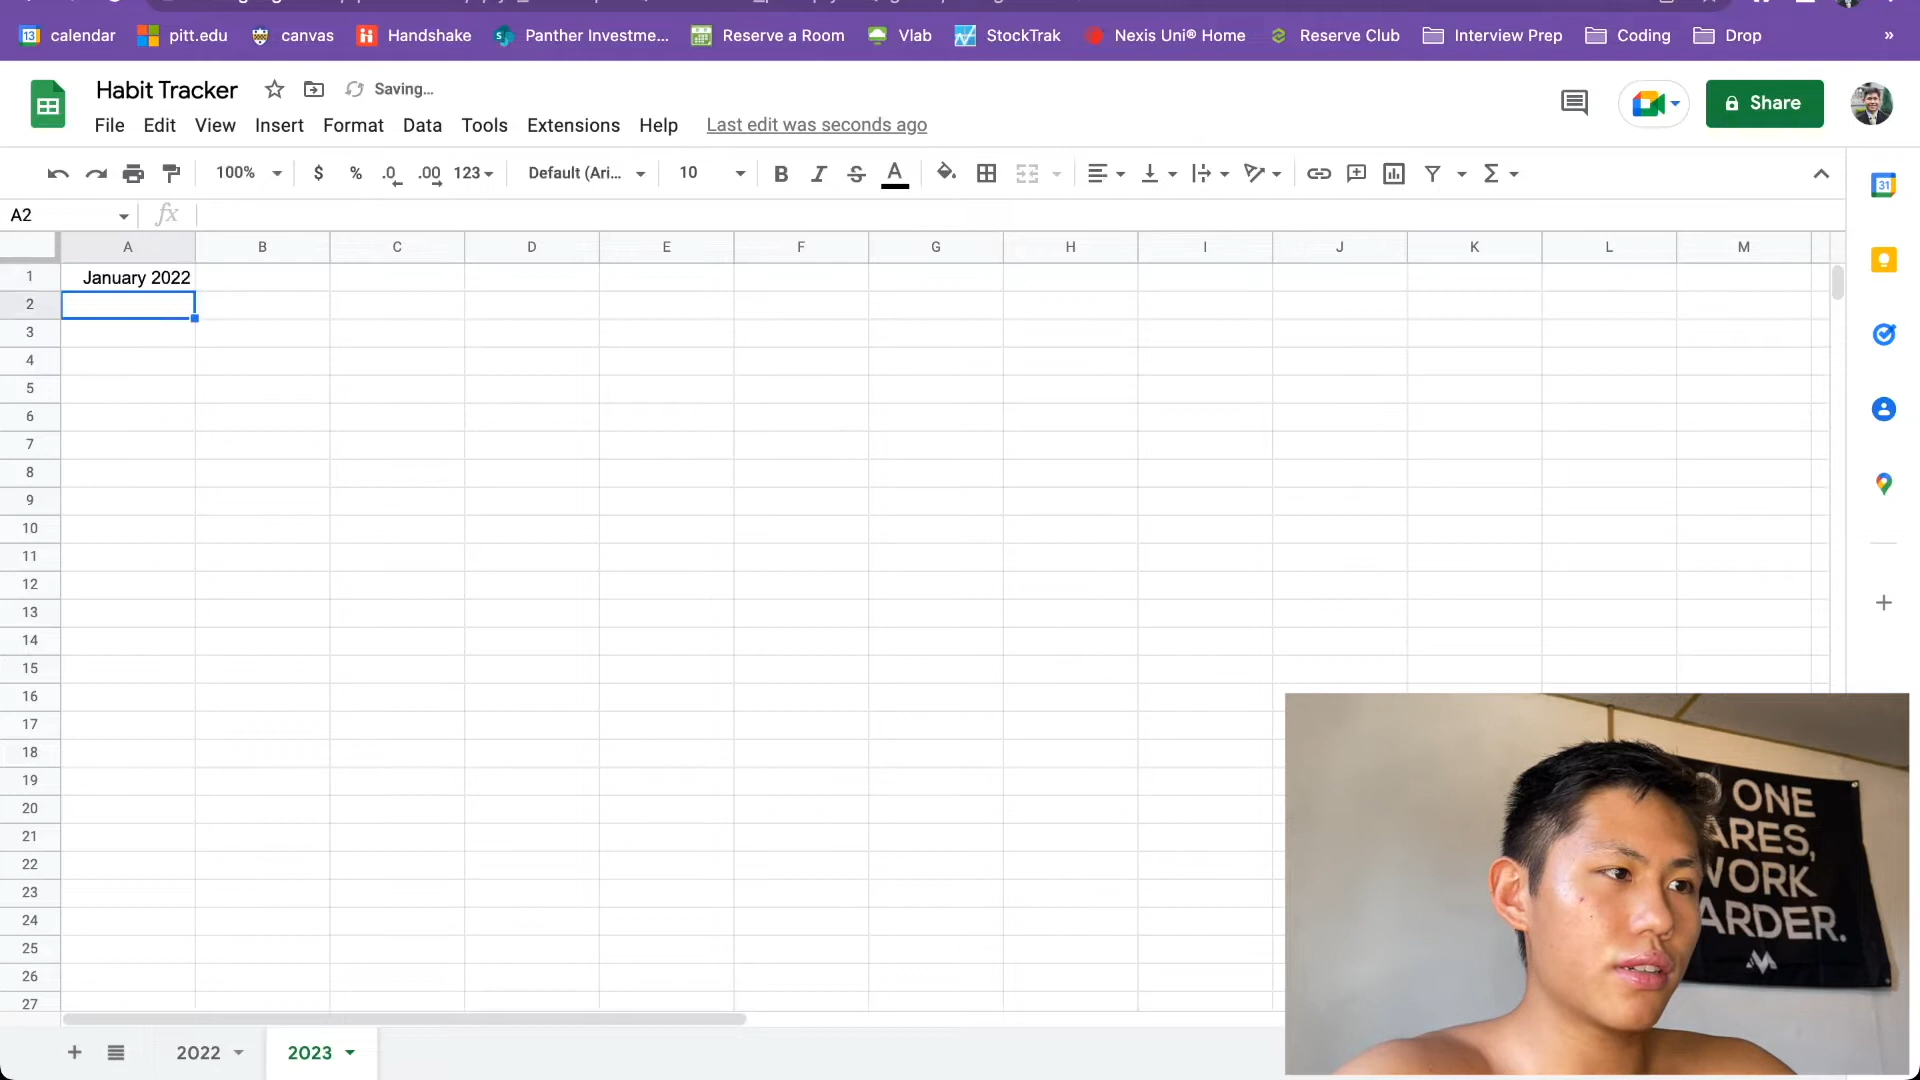 calendar pitt.edu canvas Handshake Panther Investme... Reserve a Room Vlab StockTrak Nexis Uni® Home Reserve Club Interview Prep Coding Drop »
Habit Tracker Saving...
File Edit View Insert Format Data Tools Extensions Help Last edit was seconds ago
Share
100% $ % .0 .00 123 Default (Ari... 10 B I S A
A2 fx
A B C D E F G H I J K L M
1 January 2022
2
3
4
5
6
7
8
9
10
11
12
13
14
15
16
17
18
19
20
21
22
23
24
25
26
27
ONE
ARES,
WORK
ARDER.
2022 2023